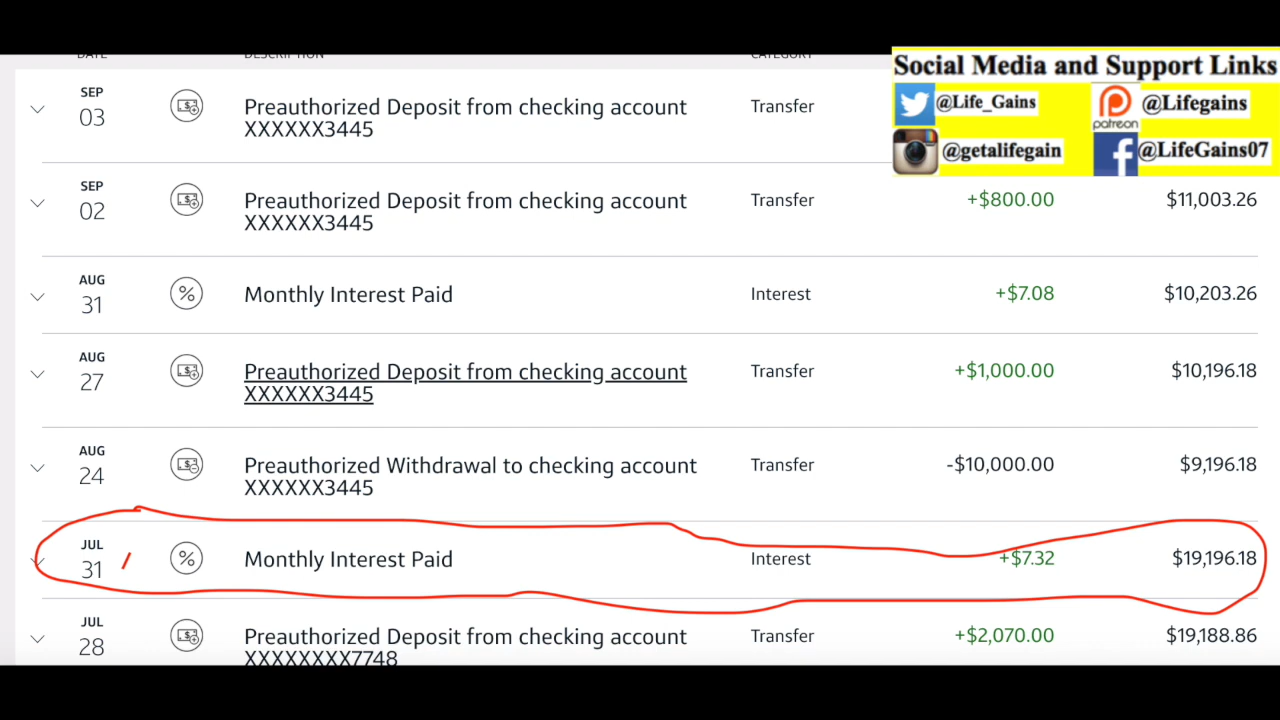 DATE DESCRIPTION CATEGORY
Social Media and Support Links
@Life_Gains @Lifegains
patreon
@getalifegain @LifeGains07
SEP
03 Preauthorized Deposit from checking account Transfer
XXXXXX3445
SEP
02 Preauthorized Deposit from checking account Transfer +$800.00 $11,003.26
XXXXXX3445
AUG
31 Monthly Interest Paid Interest +$7.08 $10,203.26
AUG
27 Preauthorized Deposit from checking account Transfer +$1,000.00 $10,196.18
XXXXXX3445
AUG
24 Preauthorized Withdrawal to checking account Transfer -$10,000.00 $9,196.18
XXXXXX3445
JUL
31 Monthly Interest Paid Interest +$7.32 $19,196.18
JUL
28 Preauthorized Deposit from checking account Transfer +$2,070.00 $19,188.86
XXXXXXXX7748